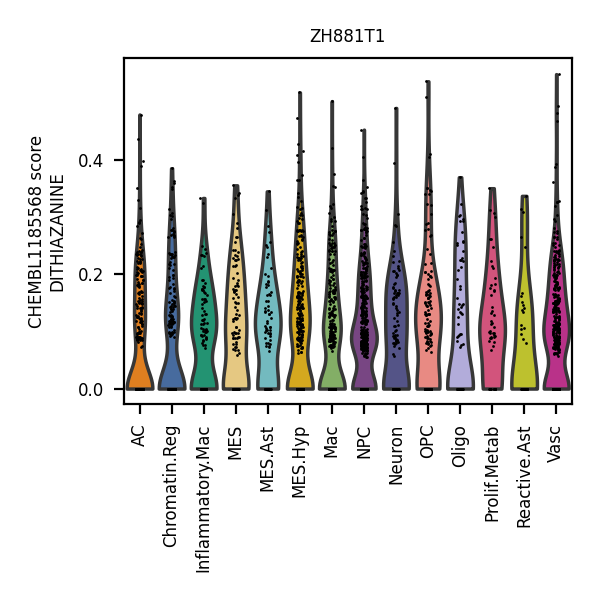 ZH881T1
CHEMBL1185568 score
DITHIAZANINE
0.4
0.2
0.0
AC
Chromatin.Reg
Inflammatory.Mac
MES
MES.Ast
MES.Hyp
Mac
NPC
Neuron
OPC
Oligo
Prolif.Metab
Reactive.Ast
Vasc